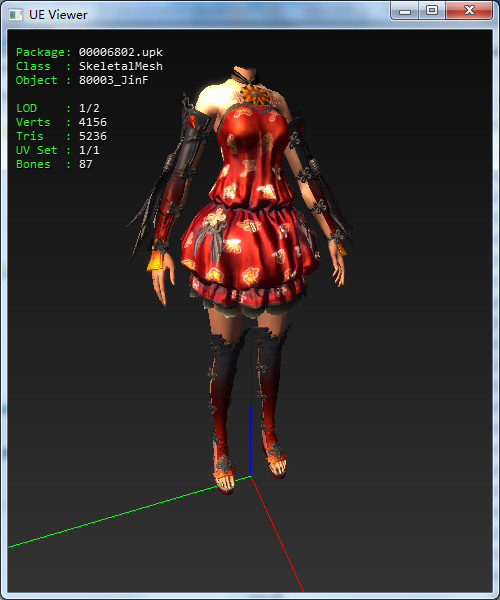 UE Viewer
Package: 00006802.upk
Class : SkeletalMesh
Object : 80003_JinF
LOD : 1/2
Verts : 4156
Tris : 5236
UV Set : 1/1
Bones : 87